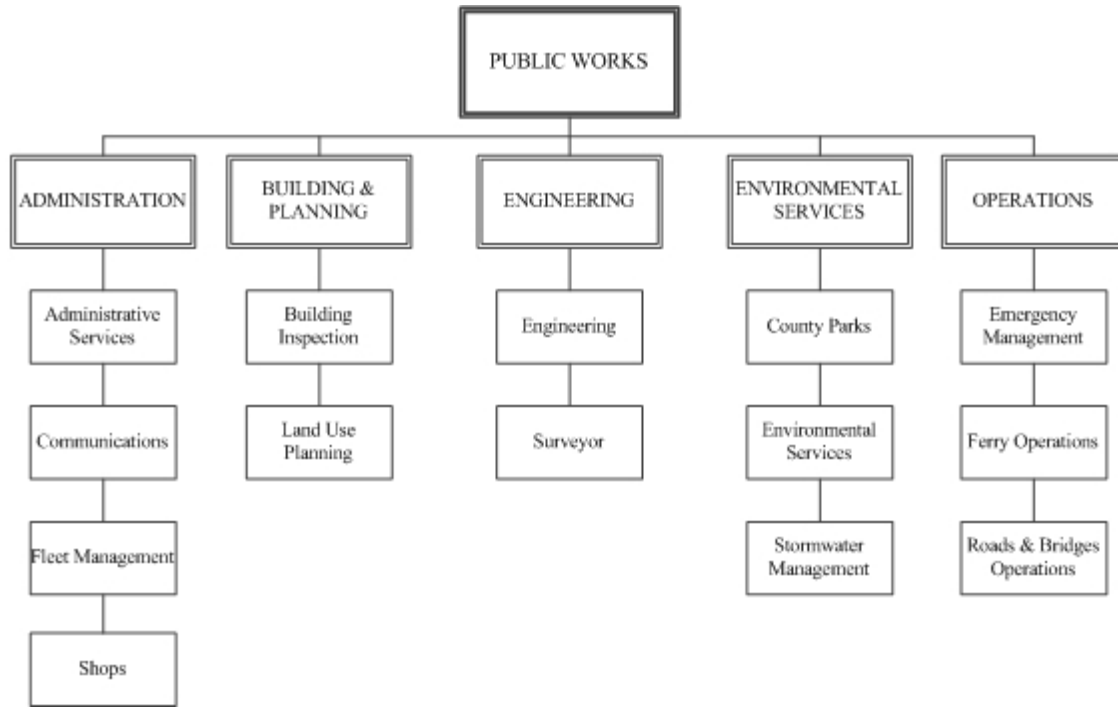 PUBLIC WORKS
ADMINISTRATION
BUILDING &
PLANNING
ENGINEERING
ENVIRONMENTAL
SERVICES
OPERATIONS
Administrative
Services
Building
Inspection
Engineering
County Parks
Emergency
Management
Communications
Land Use
Planning
Surveyor
Environmental
Services
Ferry Operations
Fleet Management
Stormwater
Management
Roads & Bridges
Operations
Shops